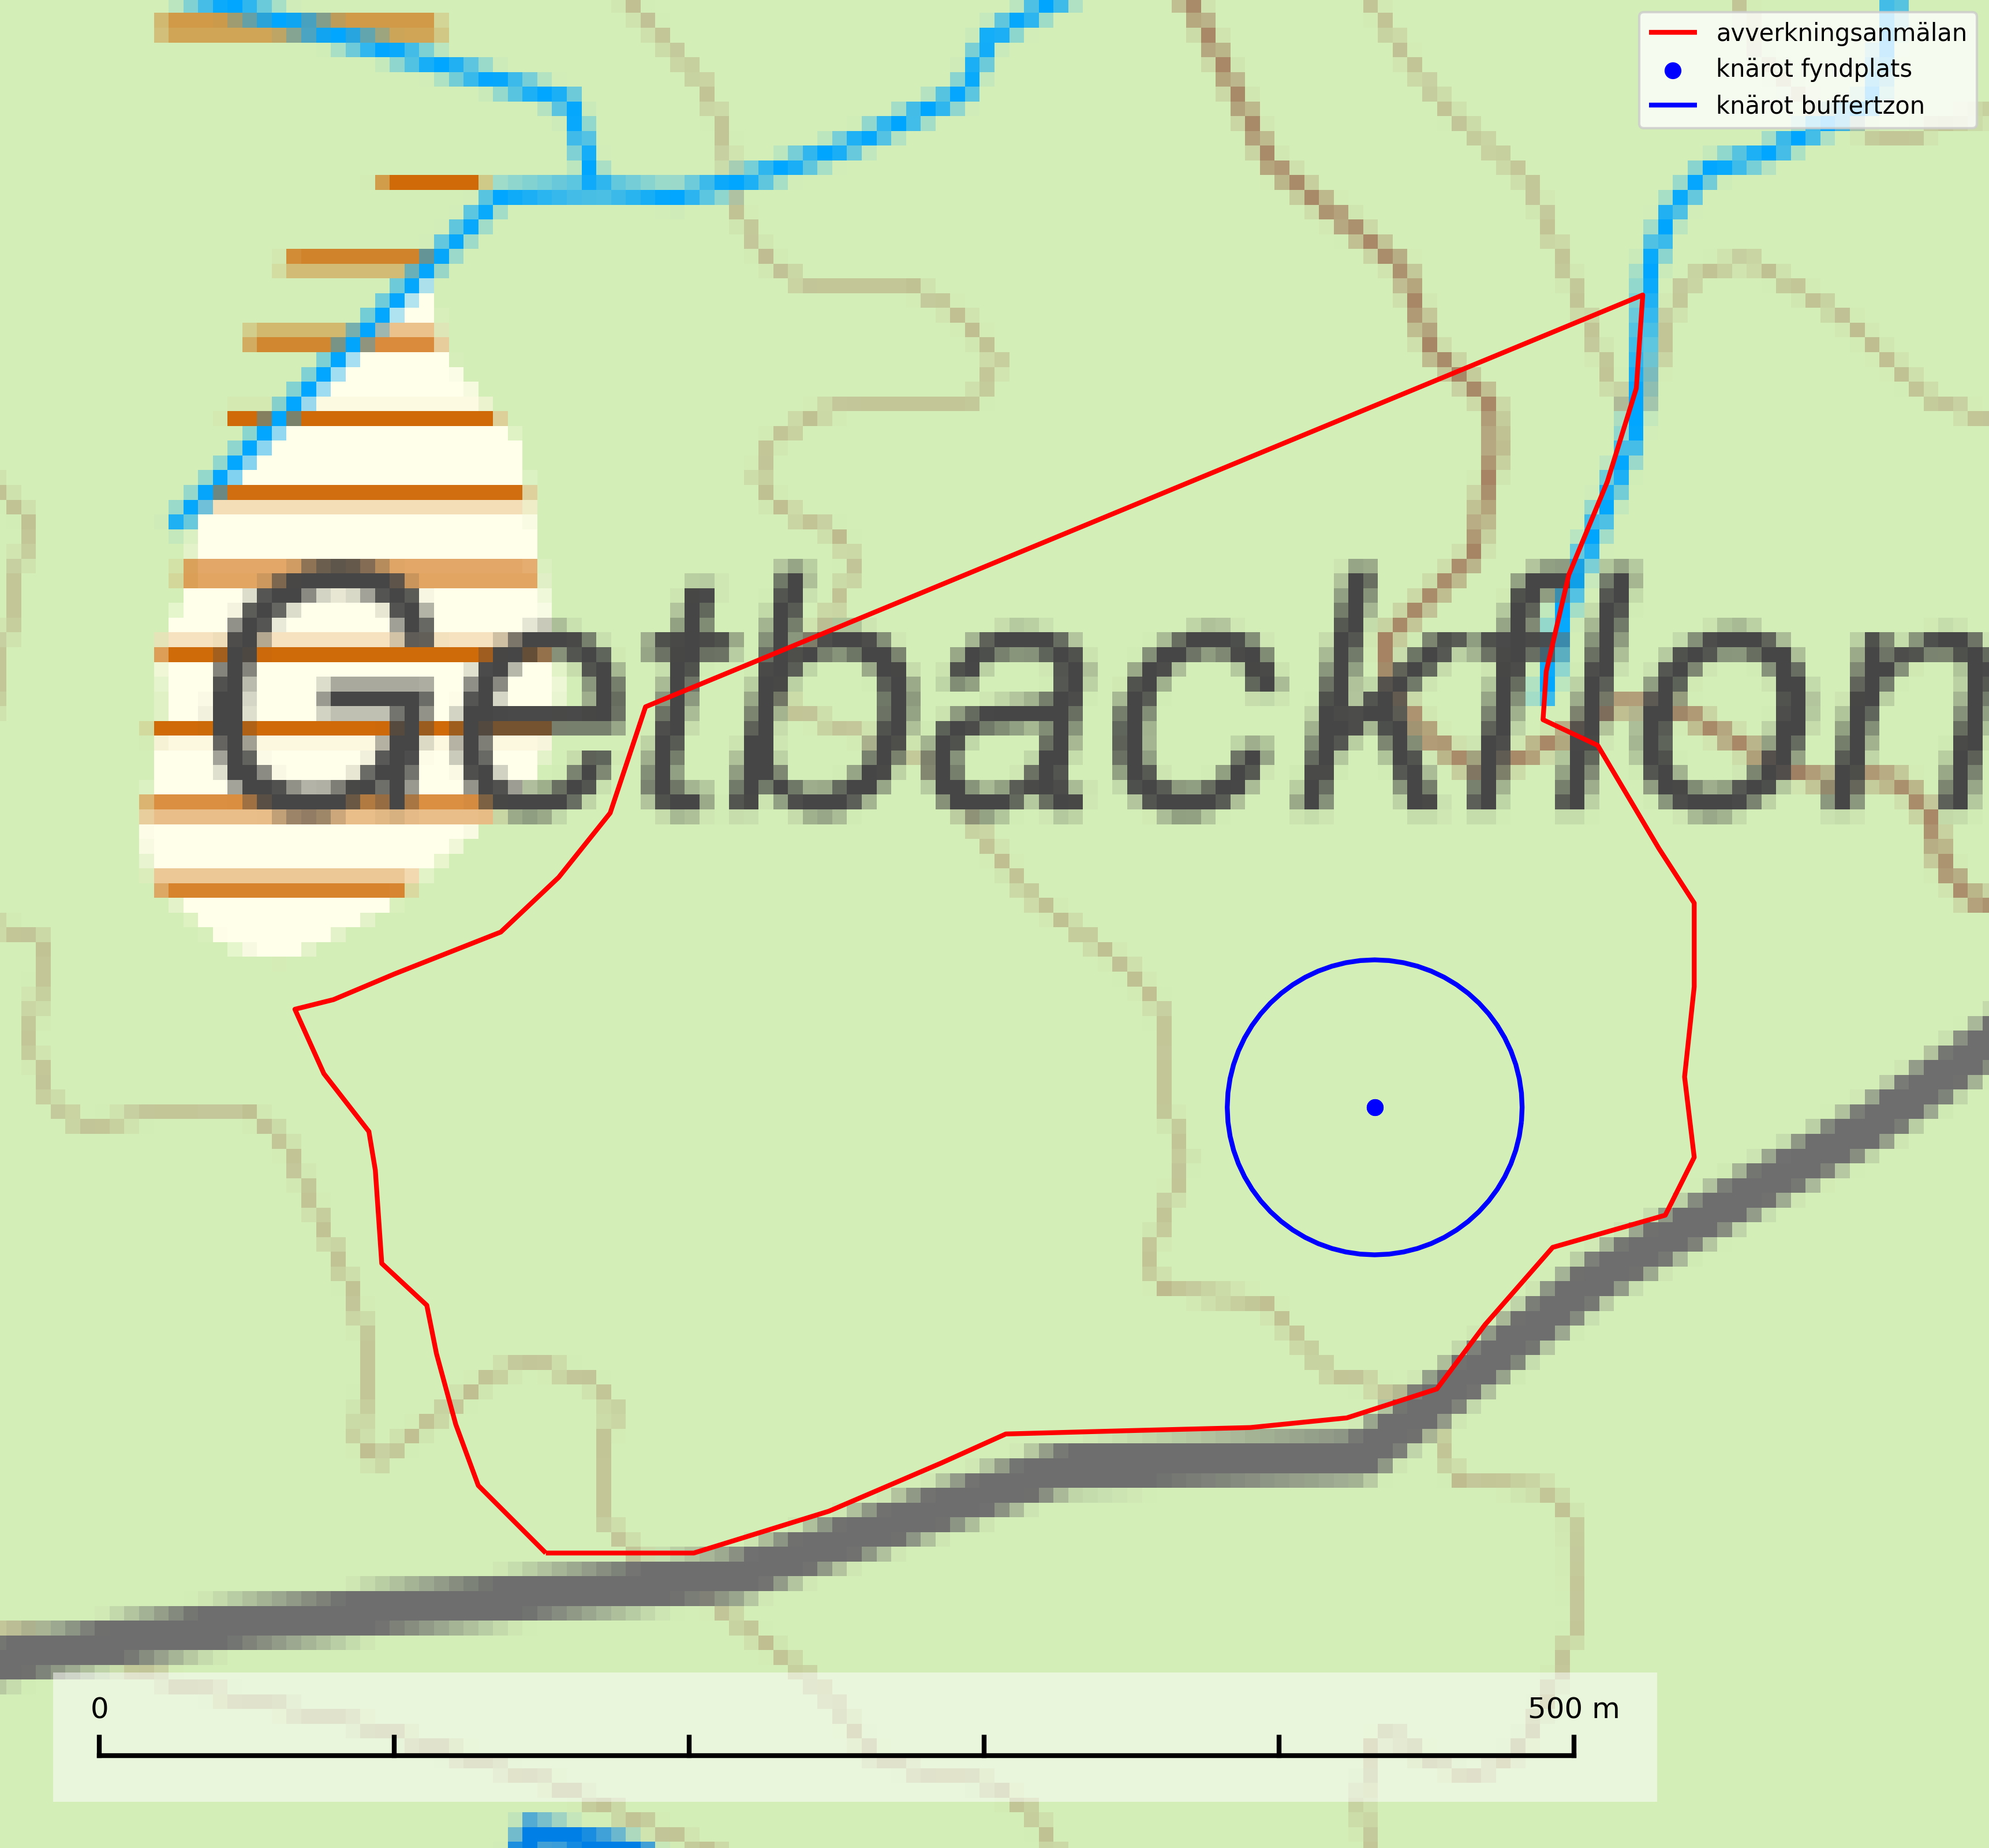 avverkningsanmälan
knärot fyndplats
knärot buffertzon
Getbackflon
0 500 m